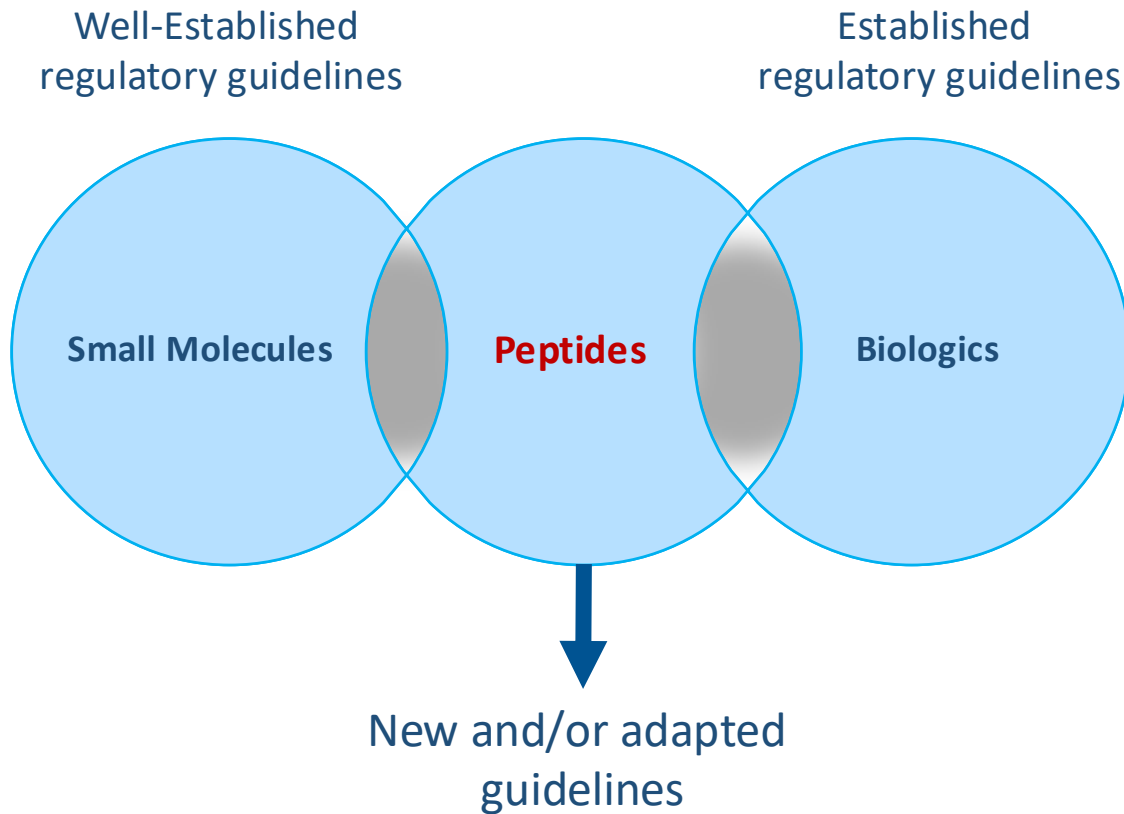 Well-Established
regulatory guidelines
Established
regulatory guidelines
Small Molecules
Peptides
Biologics
New and/or adapted
guidelines